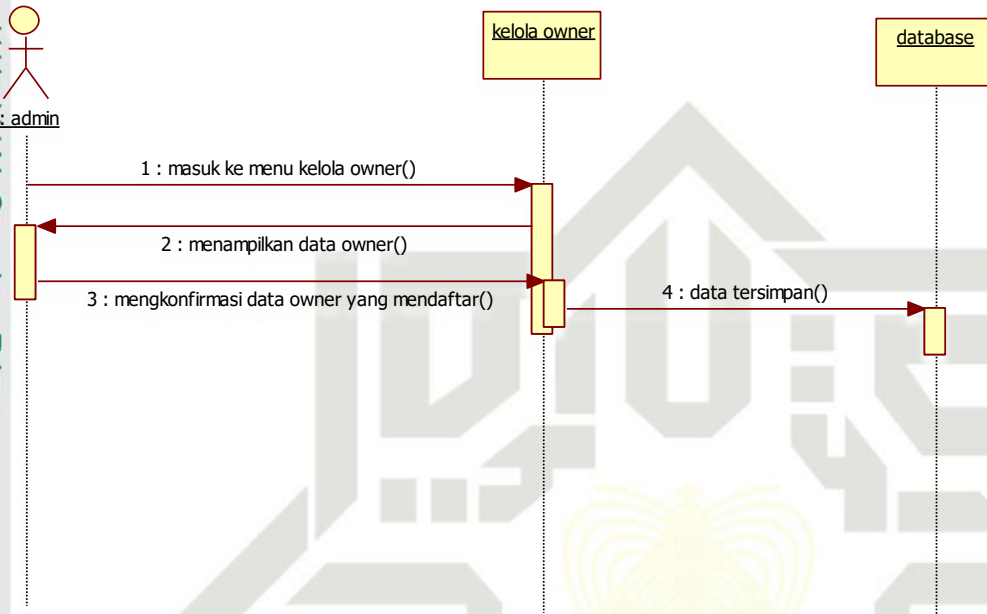 kelola owner
database
: admin
1 : masuk ke menu kelola owner()
2 : menampilkan data owner()
3 : mengkonfirmasi data owner yang mendaftar()
4 : data tersimpan()